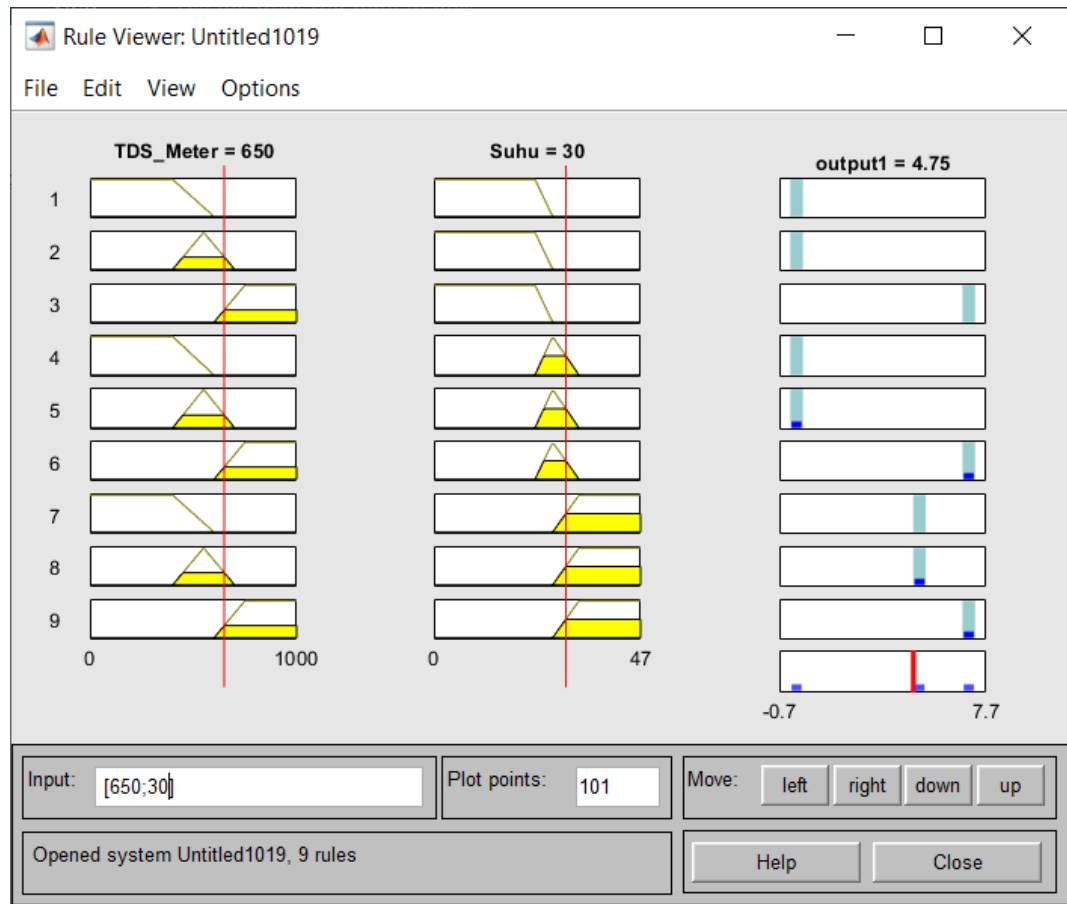 Rule Viewer: Untitled1019
File Edit View Options
TDS_Meter = 650 Suhu = 30 output1 = 4.75
1
2
3
4
5
6
7
8
9
0 1000 0 47
-0.7 7.7
Input: [650;30] Plot points: 101 Move: left right down up
Opened system Untitled1019, 9 rules Help Close